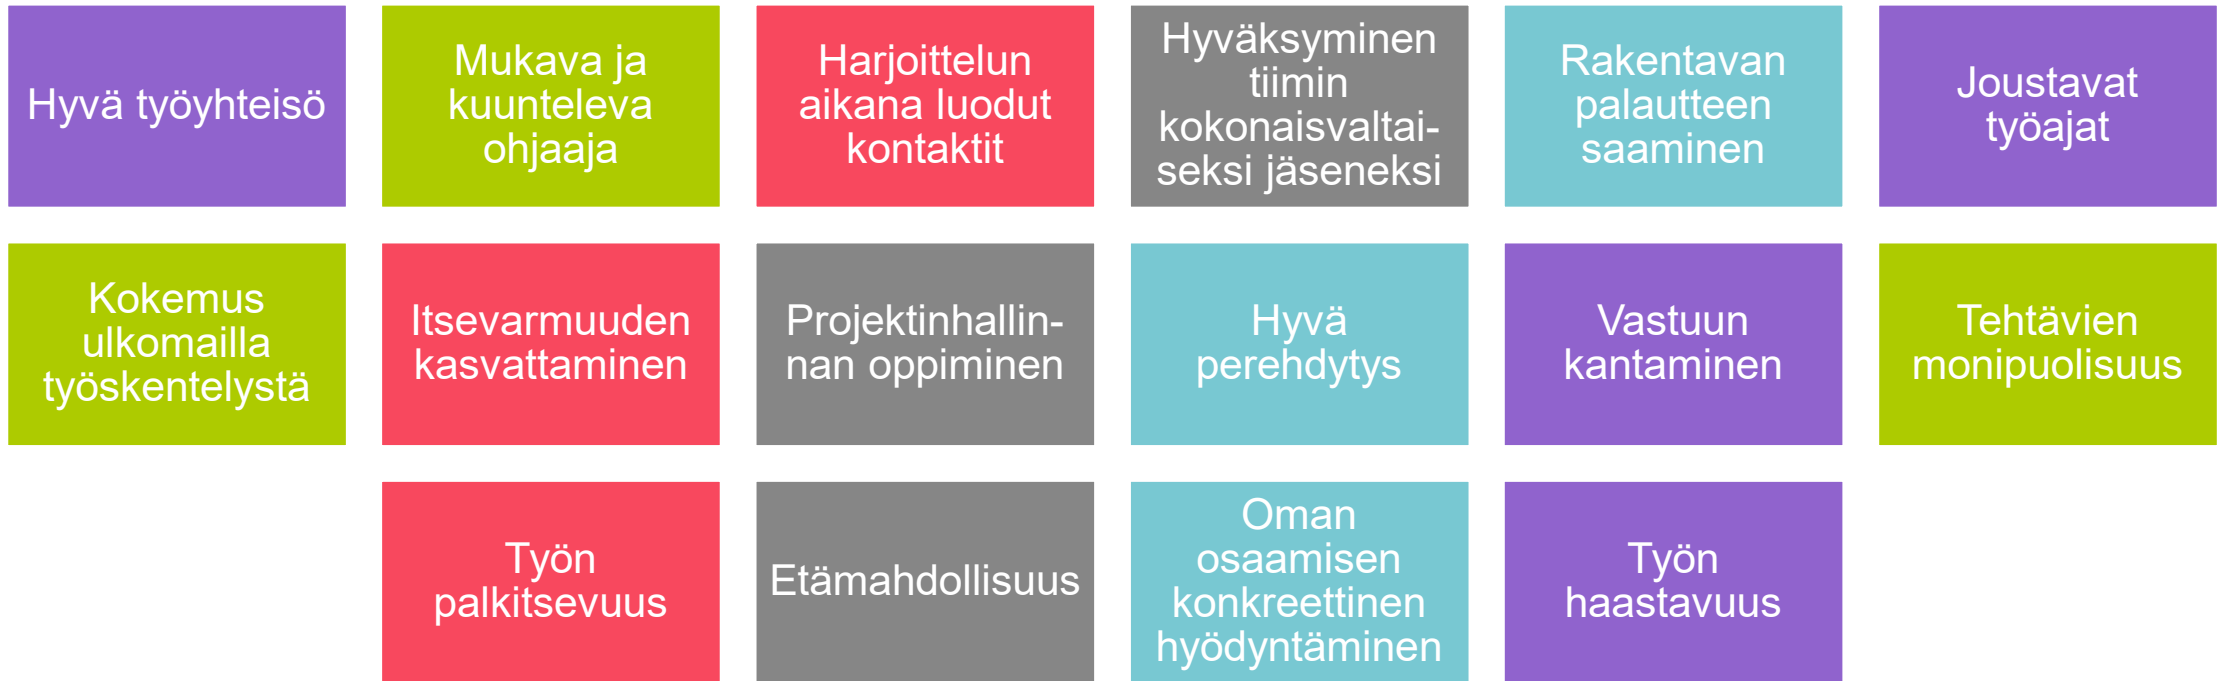 Hyvä työyhteisö
Mukava ja
kuunteleva
ohjaaja
Harjoittelun
aikana luodut
kontaktit
Hyväksyminen
tiimin
kokonaisvaltai-
seksi jäseneksi
Rakentavan
palautteen
saaminen
Joustavat
työajat
Kokemus
ulkomailla
työskentelystä
Itsevarmuuden
kasvattaminen
Projektinhallin-
nan oppiminen
Hyvä
perehdytys
Vastuun
kantaminen
Tehtävien
monipuolisuus
Työn
palkitsevuus
Etämahdollisuus
Oman
osaamisen
konkreettinen
hyödyntäminen
Työn
haastavuus